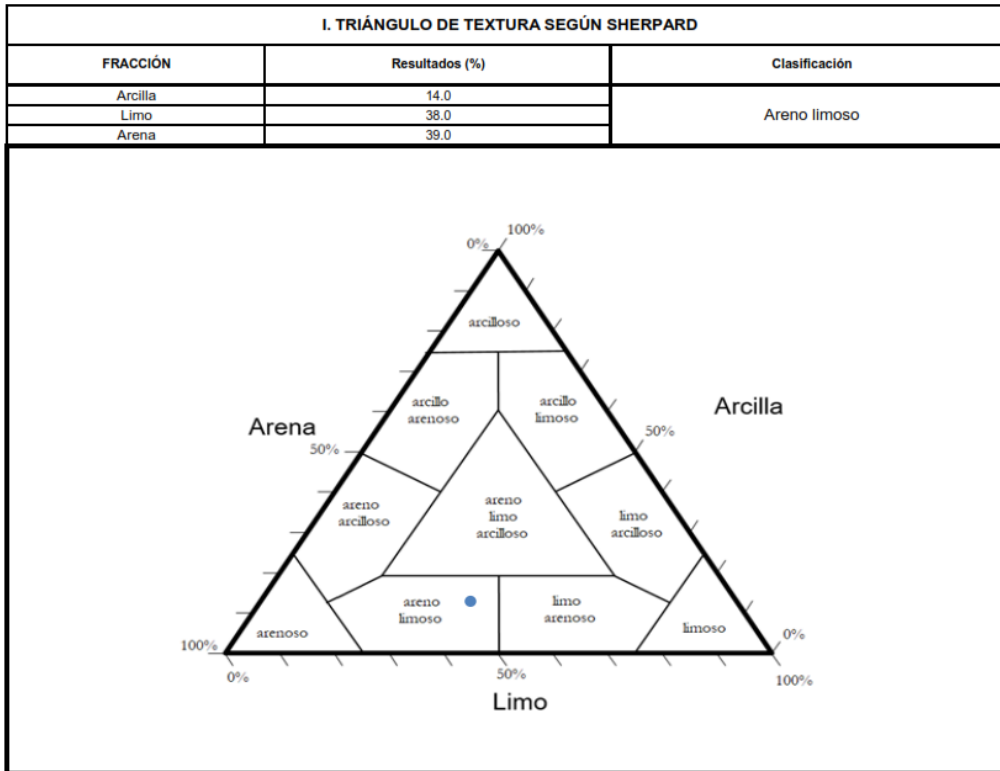 I. TRIÁNGULO DE TEXTURA SEGÚN SHERPARD
FRACCIÓN Resultados (%) Clasificación
Arcilla 14.0
Areno limoso
Limo 38.0
Arena 39.0
0% 100%
arcilloso
arcillo
arenoso
arcillo
limoso
Arena
Arcilla
50%
50%
areno
arcilloso
areno
limo
arcilloso
limo
arcilloso
areno
limoso
limo
arenoso
arenoso
limoso
100%
0%
0%
50%
100%
Limo